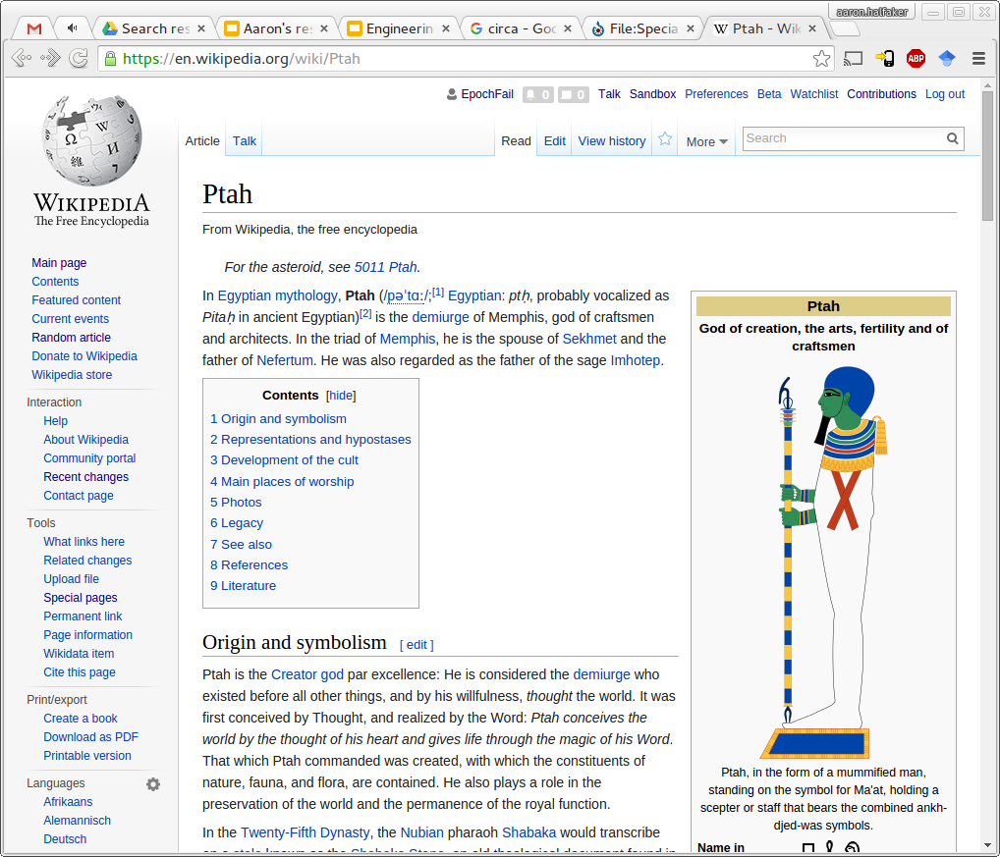 aaron.halfaker
Search res
Aaron's res
Engineerin
circa - Goo
File:Specia
Ptah - Wik
https://en.wikipedia.org/wiki/Ptah
ABP
EpochFail 0 0 Talk Sandbox Preferences Beta Watchlist Contributions Log out
Article Talk Read Edit View history More Search
WIKIPEDIA
The Free Encyclopedia
Main page
Contents
Featured content
Current events
Random article
Donate to Wikipedia
Wikipedia store
Interaction
Help
About Wikipedia
Community portal
Recent changes
Contact page
Tools
What links here
Related changes
Upload file
Special pages
Permanent link
Page information
Wikidata item
Cite this page
Print/export
Create a book
Download as PDF
Printable version
Languages
Afrikaans
Alemannisch
Deutsch
Ptah
From Wikipedia, the free encyclopedia
For the asteroid, see 5011 Ptah.
In Egyptian mythology, Ptah (/pəˈtɑː/;[1] Egyptian: ptḥ, probably vocalized as
Pitaḥ in ancient Egyptian)[2] is the demiurge of Memphis, god of craftsmen
and architects. In the triad of Memphis, he is the spouse of Sekhmet and the
father of Nefertum. He was also regarded as the father of the sage Imhotep.
Contents [hide]
1 Origin and symbolism
2 Representations and hypostases
3 Development of the cult
4 Main places of worship
5 Photos
6 Legacy
7 See also
8 References
9 Literature
Origin and symbolism [ edit ]
Ptah is the Creator god par excellence: He is considered the demiurge who
existed before all other things, and by his willfulness, thought the world. It was
first conceived by Thought, and realized by the Word: Ptah conceives the
world by the thought of his heart and gives life through the magic of his Word.
That which Ptah commanded was created, with which the constituents of
nature, fauna, and flora, are contained. He also plays a role in the
preservation of the world and the permanence of the royal function.
In the Twenty-Fifth Dynasty, the Nubian pharaoh Shabaka would transcribe
on a stela known as the Shabaka Stone, an old theological document found in
Ptah
God of creation, the arts, fertility and of
craftsmen
Ptah, in the form of a mummified man,
standing on the symbol for Ma'at, holding a
scepter or staff that bears the combined ankh-
djed-was symbols.
Name in